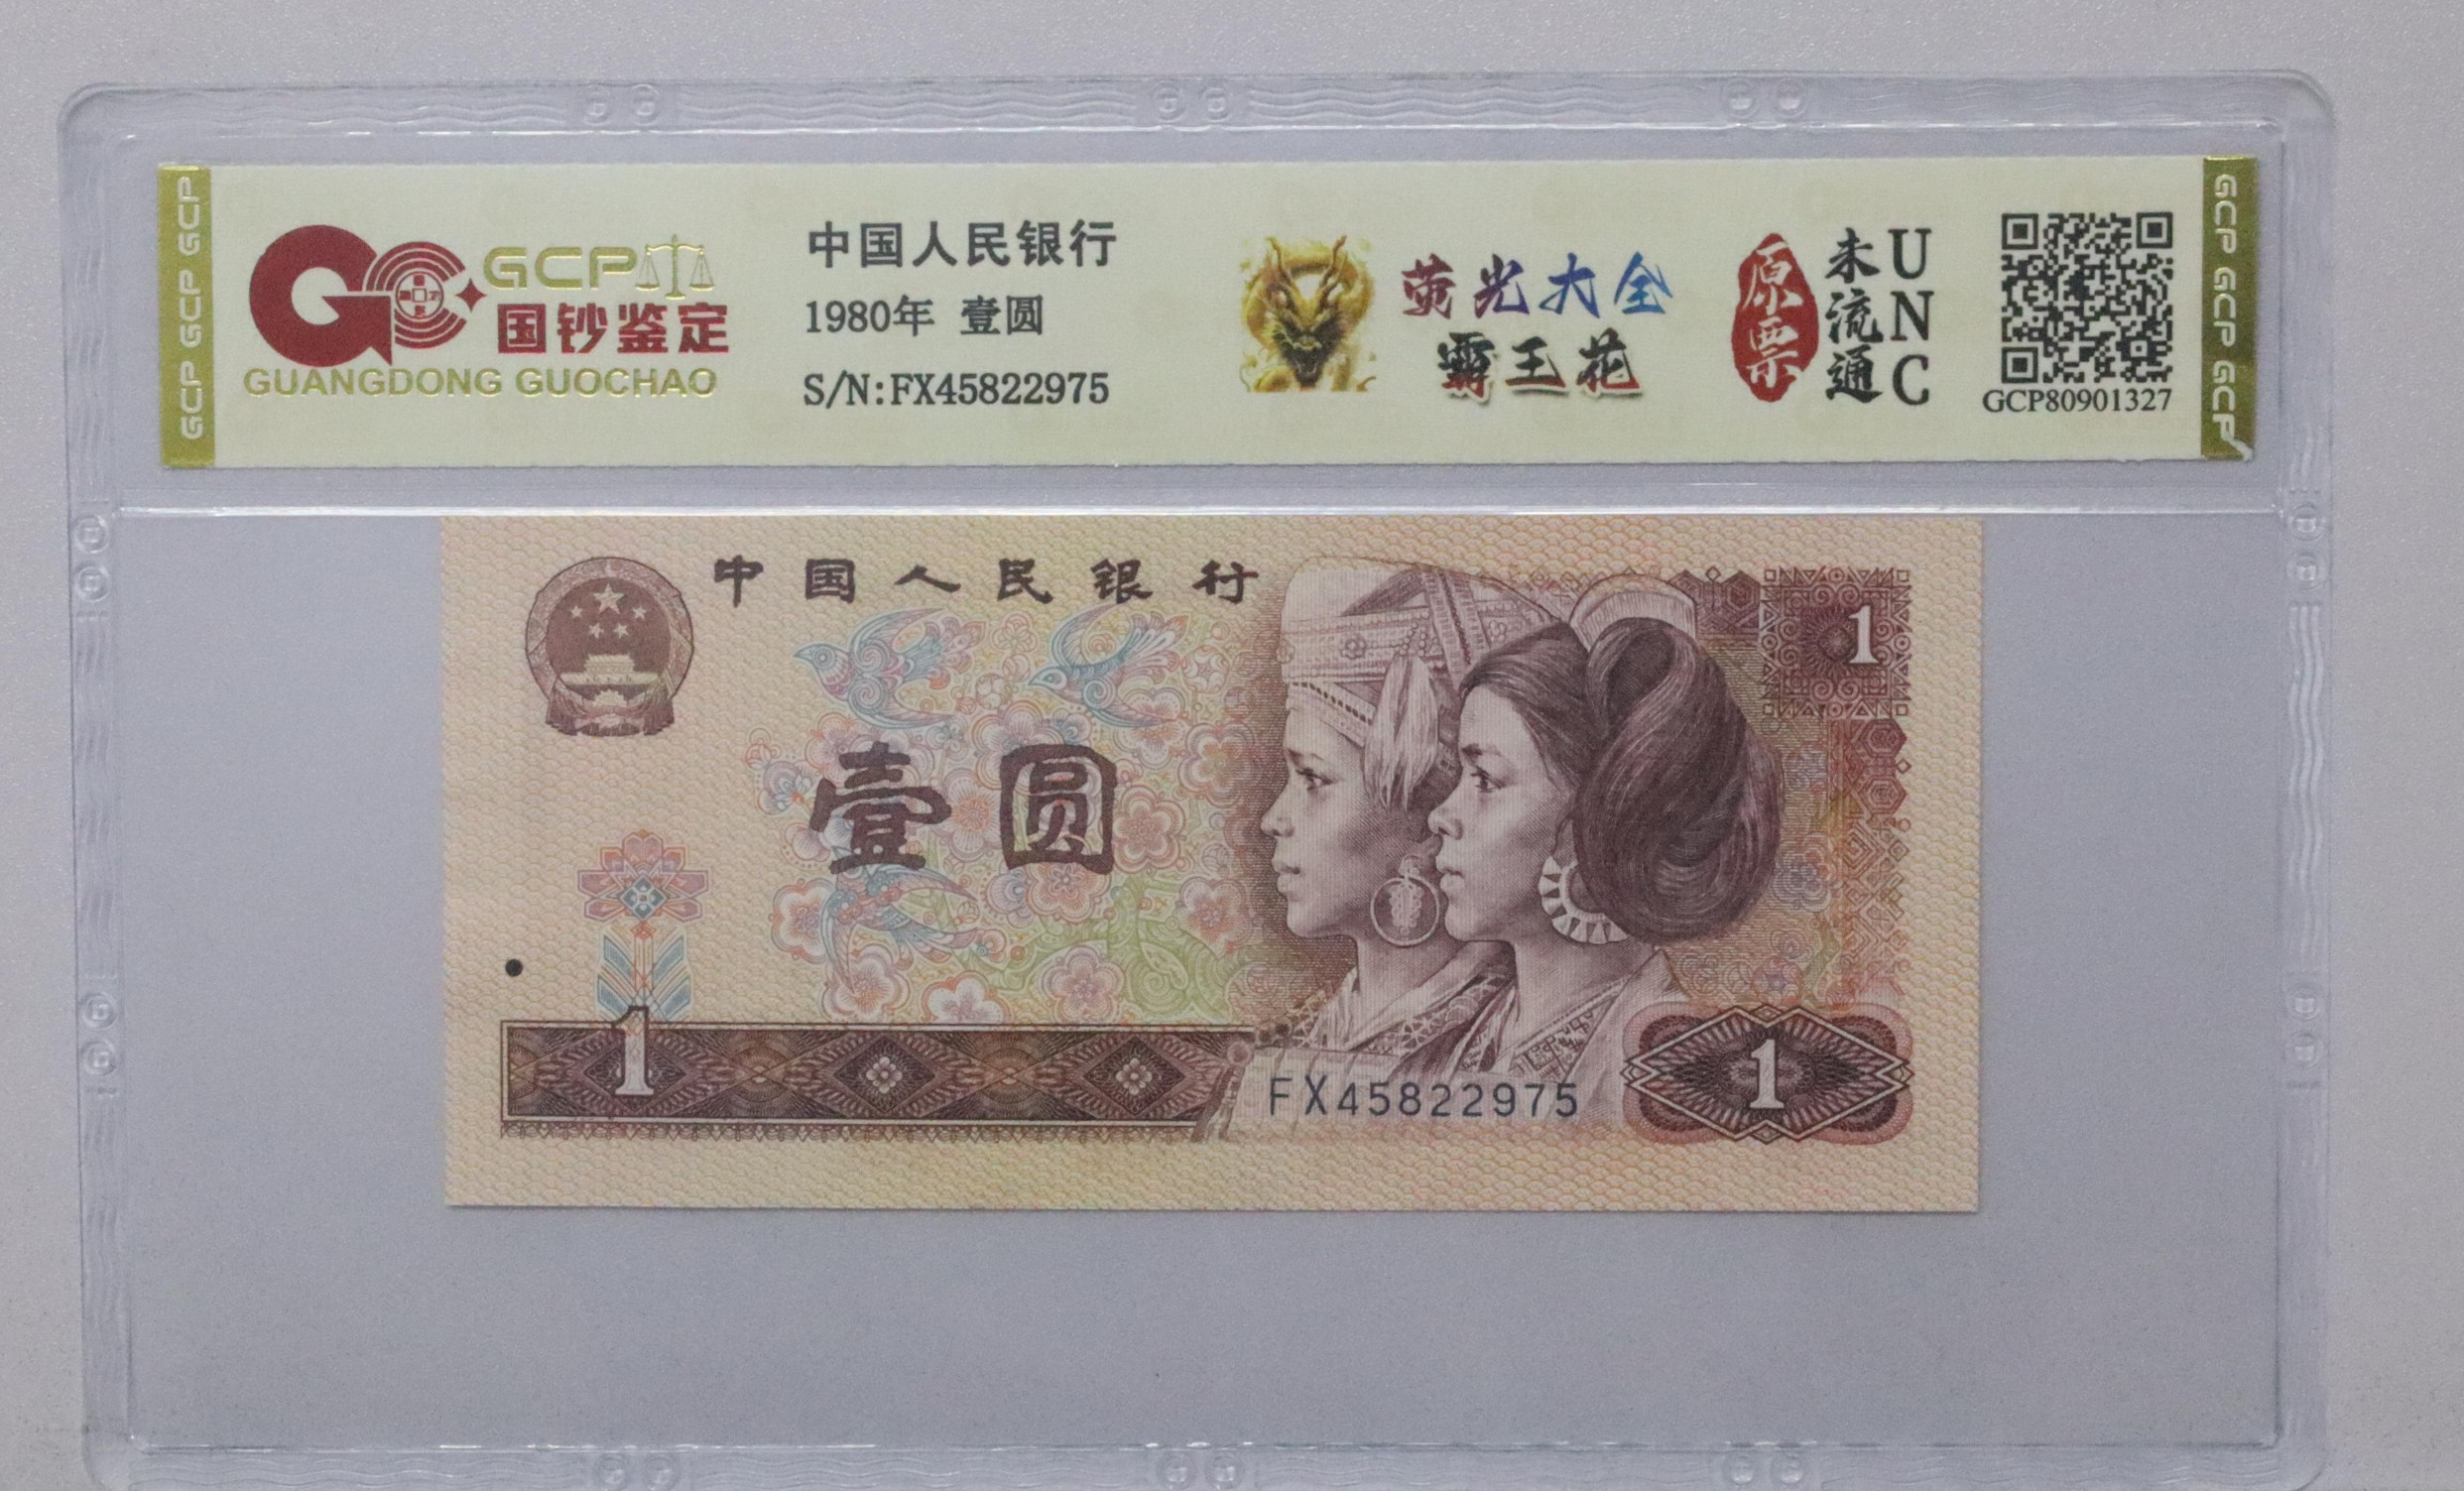 GCP GCP GCP
GCP
国钞鉴定
GUANGDONG GUOCHAO
中国人民银行
1980年 壹圆
S/N:FX45822975
荧光大全
霸王花
原票
未流通
UNC
GCP80901327
GCP GCP GCP
中国人民银行
1
壹圆
1
FX45822975
1